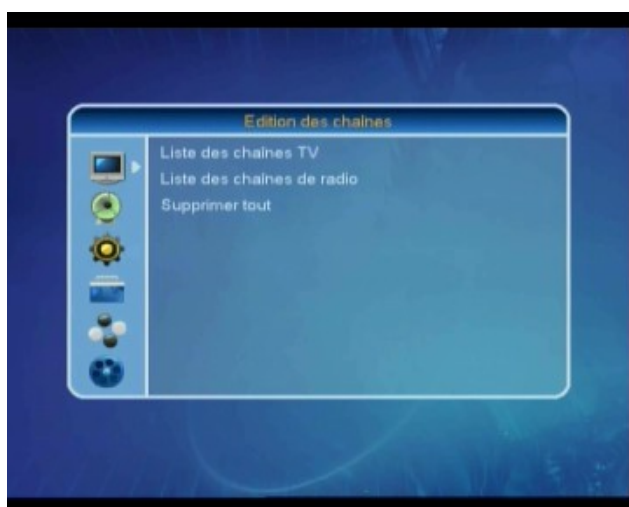 Edition des chaînes
Liste des chaînes TV
Liste des chaînes de radio
Supprimer tout